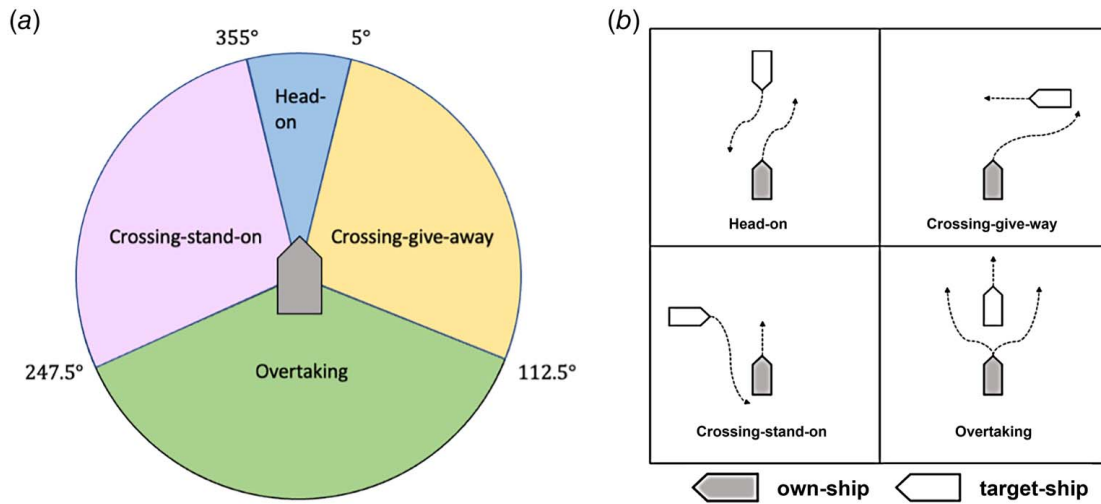 (a)
355°
5°
Head-
on
Crossing-stand-on
Crossing-give-away
247.5°
Overtaking
112.5°
(b)
Head-on
Crossing-give-way
Crossing-stand-on
Overtaking
own-ship
target-ship